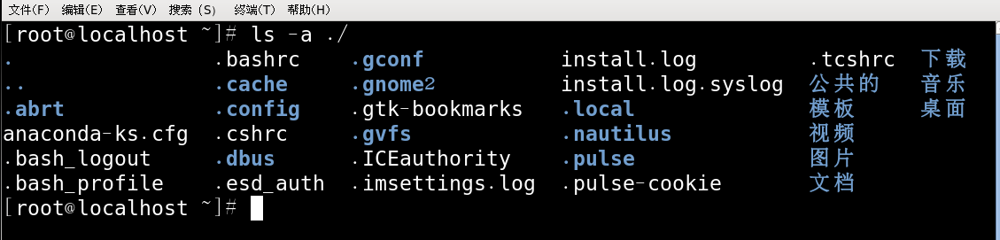 文件(F) 编辑(E) 查看(V) 搜索 (S) 终端(T) 帮助(H)
[root@localhost ~]# ls -a ./
. .bashrc .gconf install.log .tcshrc 下载
.. .cache .gnome2 install.log.syslog 公共的 音乐
.abrt .config .gtk-bookmarks .local 模板 桌面
anaconda-ks.cfg .cshrc .gvfs .nautilus 视频
.bash_logout .dbus .ICEauthority .pulse 图片
.bash_profile .esd_auth .imsettings.log .pulse-cookie 文档
[root@localhost ~]#